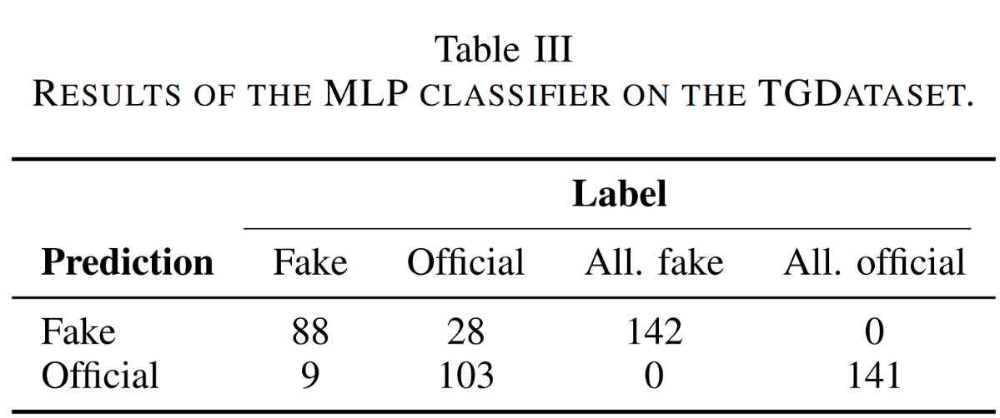 Table III
RESULTS OF THE MLP CLASSIFIER ON THE TGDATASET.
Label
Prediction Fake Official All. fake All. official
Fake 88 28 142 0
Official 9 103 0 141